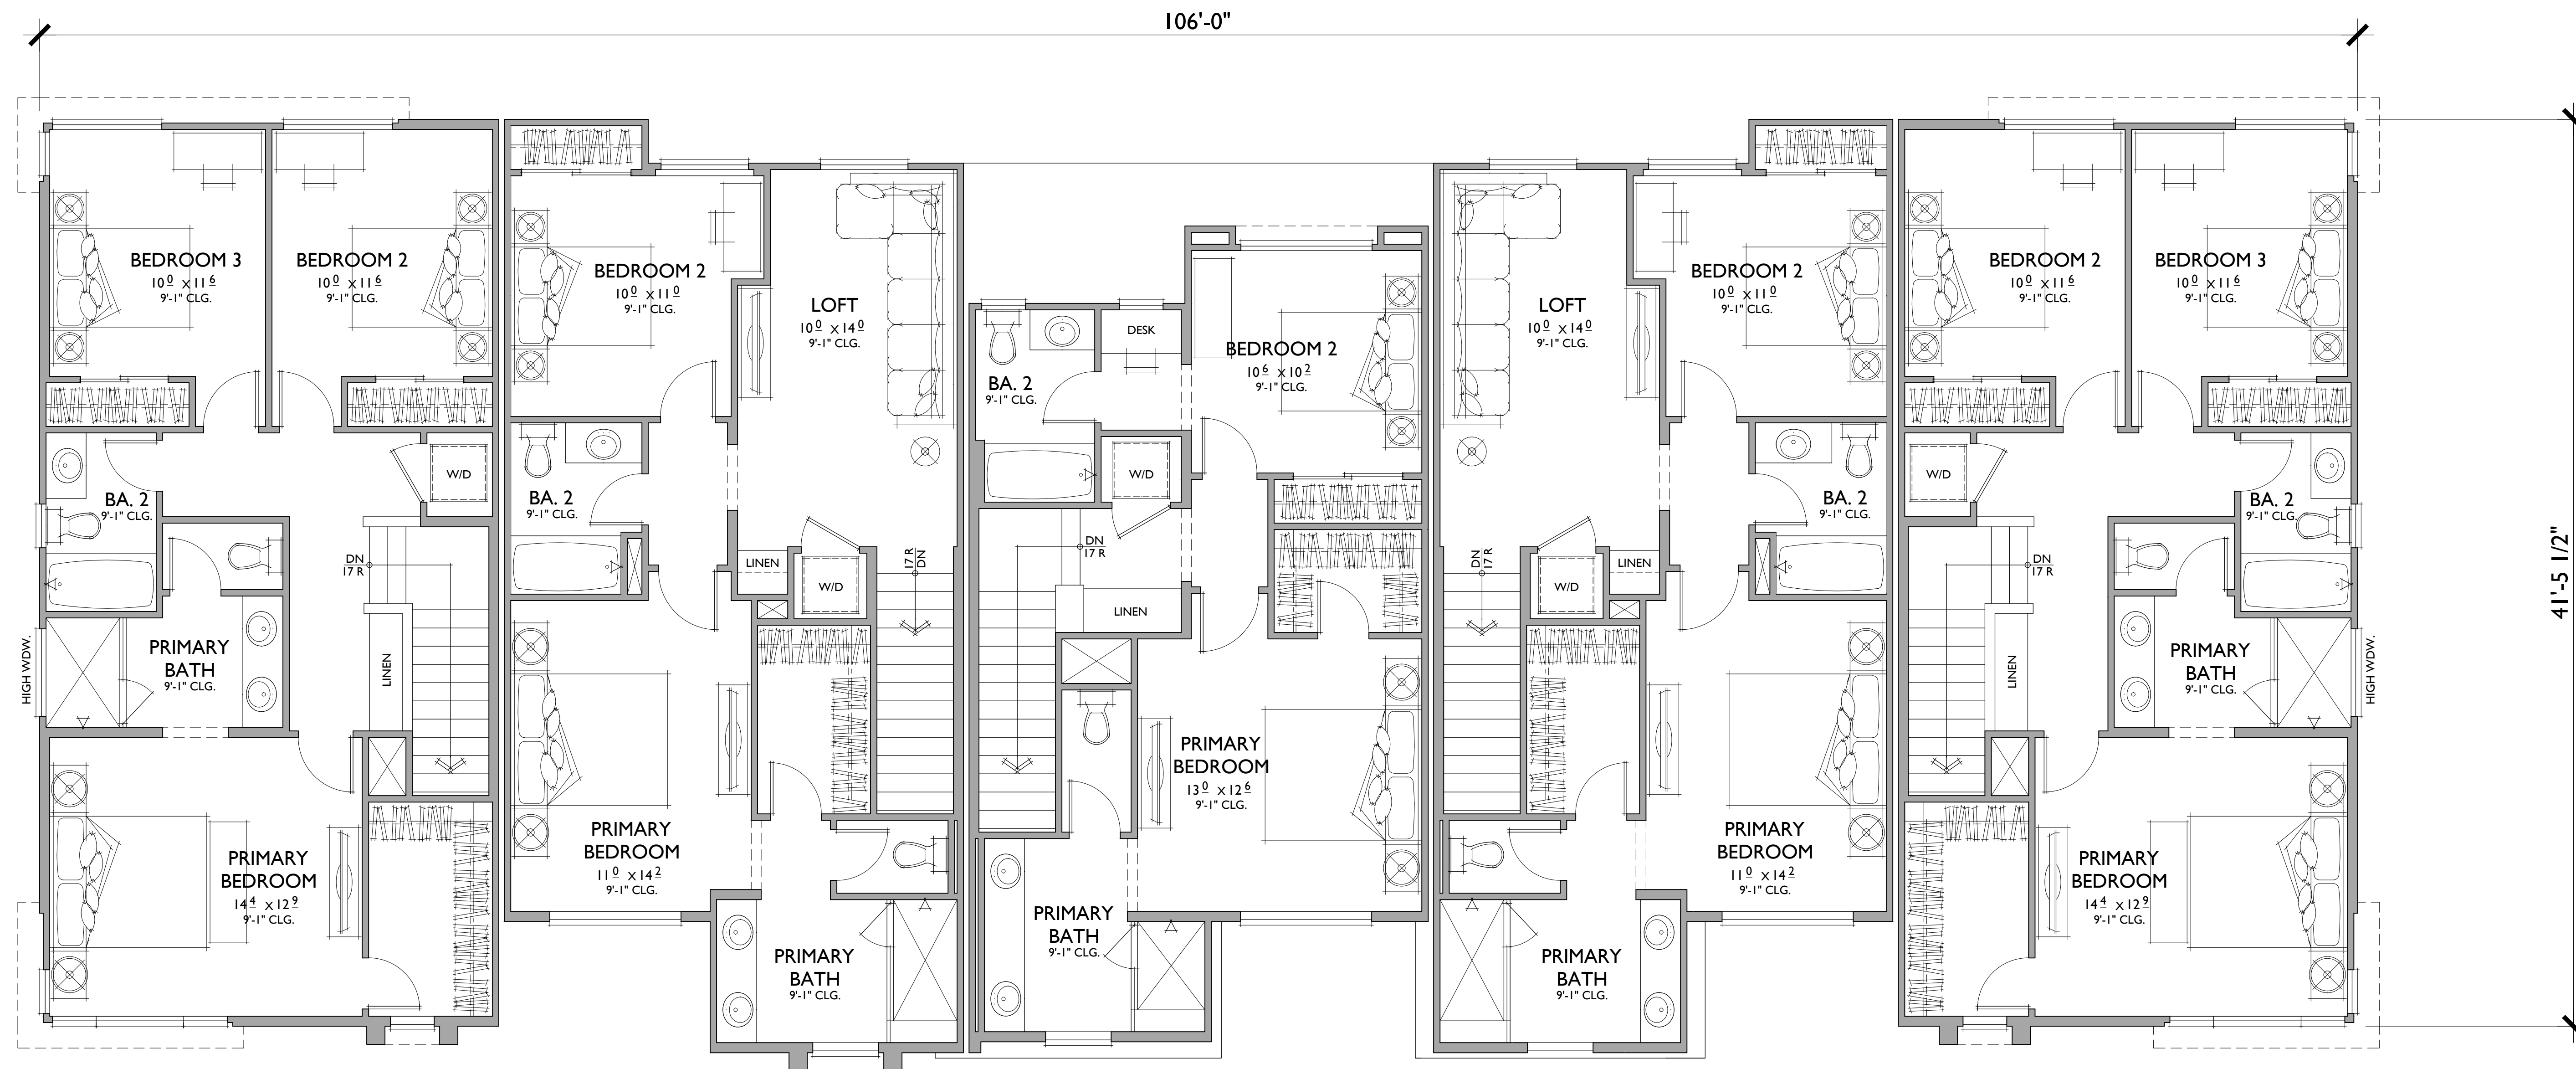 106'-0"
41'-5 1/2"
BEDROOM 3
10⁰ x 11⁶
9'-1" CLG.
BEDROOM 2
10⁰ x 11⁶
9'-1" CLG.
BA. 2
9'-1" CLG.
W/D
DN
17 R
HIGH WDW.
PRIMARY
BATH
9'-1" CLG.
LINEN
PRIMARY
BEDROOM
14⁴ x 12⁹
9'-1" CLG.
BEDROOM 2
10⁰ x 11⁰
9'-1" CLG.
LOFT
10⁰ x 14⁰
9'-1" CLG.
BA. 2
9'-1" CLG.
LINEN
W/D
17 R
DN
PRIMARY
BEDROOM
11⁰ x 14²
9'-1" CLG.
PRIMARY
BATH
9'-1" CLG.
DESK
BA. 2
9'-1" CLG.
BEDROOM 2
10⁶ x 10²
9'-1" CLG.
W/D
DN
17 R
LINEN
PRIMARY
BEDROOM
13⁰ x 12⁶
9'-1" CLG.
PRIMARY
BATH
9'-1" CLG.
LOFT
10⁰ x 14⁰
9'-1" CLG.
BEDROOM 2
10⁰ x 11⁰
9'-1" CLG.
BA. 2
9'-1" CLG.
DN
17 R
W/D
LINEN
PRIMARY
BEDROOM
11⁰ x 14²
9'-1" CLG.
PRIMARY
BATH
9'-1" CLG.
BEDROOM 2
10⁰ x 11⁶
9'-1" CLG.
BEDROOM 3
10⁰ x 11⁶
9'-1" CLG.
W/D
BA. 2
9'-1" CLG.
DN
17 R
LINEN
PRIMARY
BATH
9'-1" CLG.
HIGH WDW.
PRIMARY
BEDROOM
14⁴ x 12⁹
9'-1" CLG.